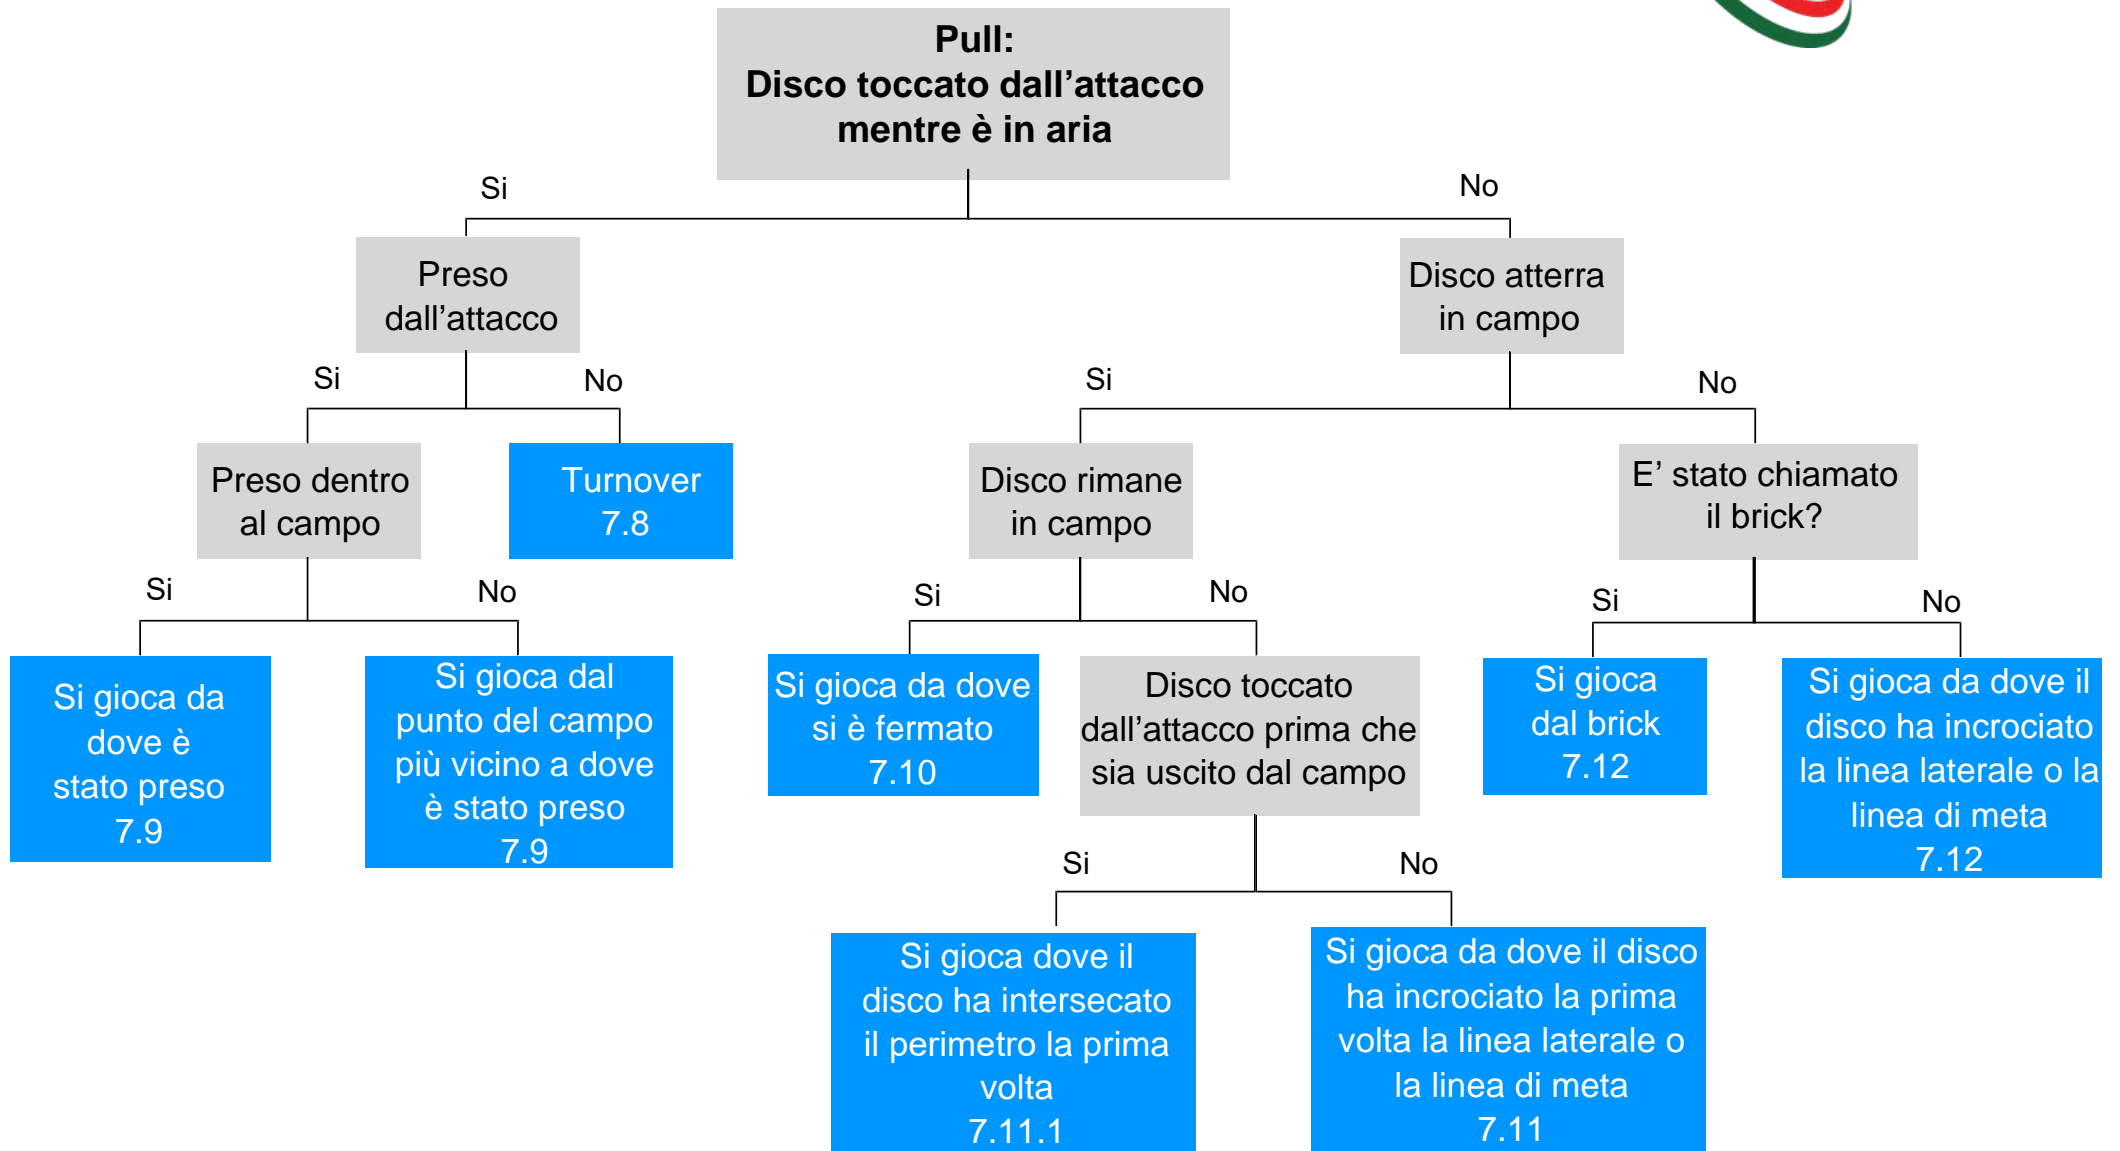 Pull:
Disco toccato dall'attacco
mentre è in aria
Si
No
Preso
dall'attacco
Disco atterra
in campo
Si
No
Si
No
Preso dentro
al campo
Turnover
7.8
Disco rimane
in campo
E' stato chiamato
il brick?
Si
No
Si
No
Si
No
Si gioca da
dove è
stato preso
7.9
Si gioca dal
punto del campo
più vicino a dove
è stato preso
7.9
Si gioca da dove
si è fermato
7.10
Disco toccato
dall'attacco prima che
sia uscito dal campo
Si gioca
dal brick
7.12
Si gioca da dove il
disco ha incrociato
la linea laterale o la
linea di meta
7.12
Si
No
Si gioca dove il
disco ha intersecato
il perimetro la prima
volta
7.11.1
Si gioca da dove il disco
ha incrociato la prima
volta la linea laterale o
la linea di meta
7.11